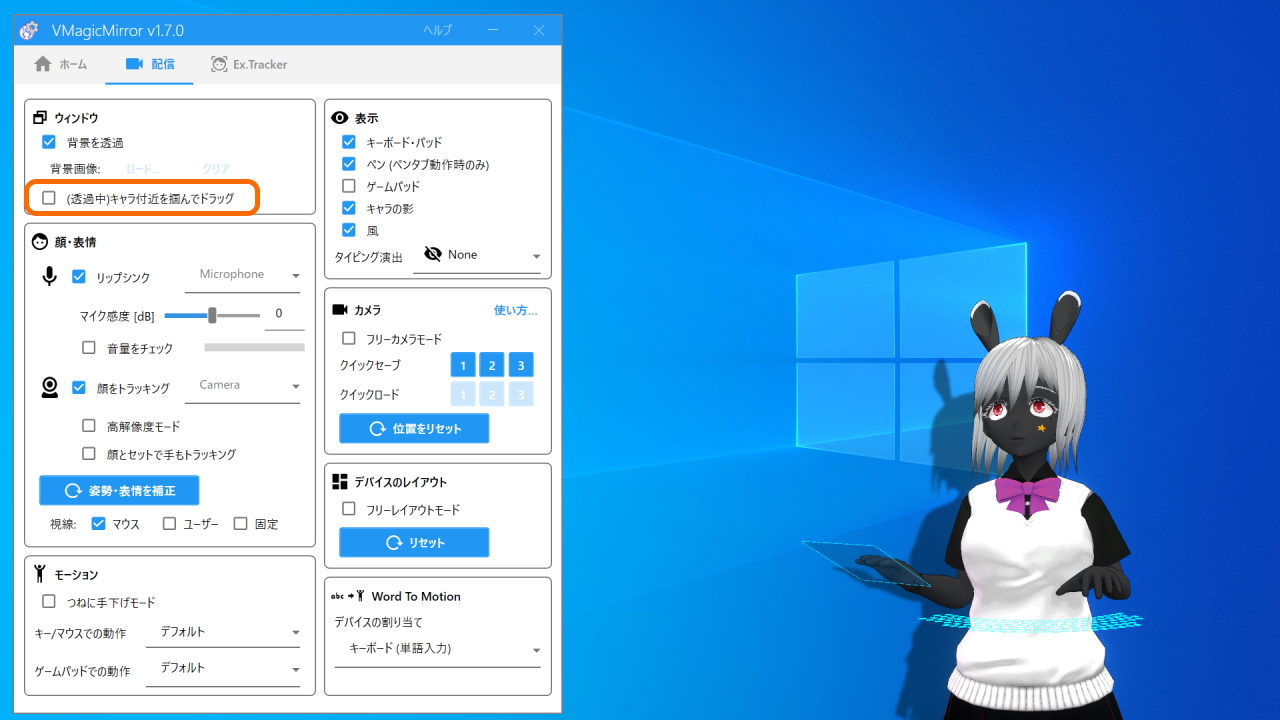 VMagicMirror v1.7.0
ヘルプ
ホーム
配信
Ex.Tracker
ウィンドウ
背景を透過
背景画像: ロード... クリア
(透過中)キャラ付近を掴んでドラッグ
顔・表情
リップシンク Microphone
マイク感度 [dB] 0
音量をチェック
顔をトラッキング Camera
高解像度モード
顔とセットで手もトラッキング
姿勢・表情を補正
視線: マウス ユーザー 固定
モーション
つねに手下げモード
キー/マウスでの動作 デフォルト
ゲームパッドでの動作 デフォルト
表示
キーボード・パッド
ペン (ペンタブ動作時のみ)
ゲームパッド
キャラの影
風
タイピング演出 None
カメラ 使い方...
フリーカメラモード
クイックセーブ 1 2 3
クイックロード 1 2 3
位置をリセット
デバイスのレイアウト
フリーレイアウトモード
リセット
abc Word To Motion
デバイスの割り当て
キーボード (単語入力)